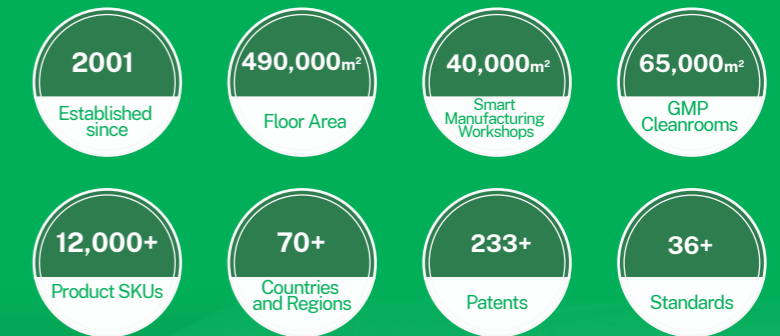 2001
Established
since
490,000m²
Floor Area
40,000m²
Smart
Manufacturing
Workshops
65,000m²
GMP
Cleanrooms
12,000+
Product SKUs
70+
Countries
and Regions
233+
Patents
36+
Standards